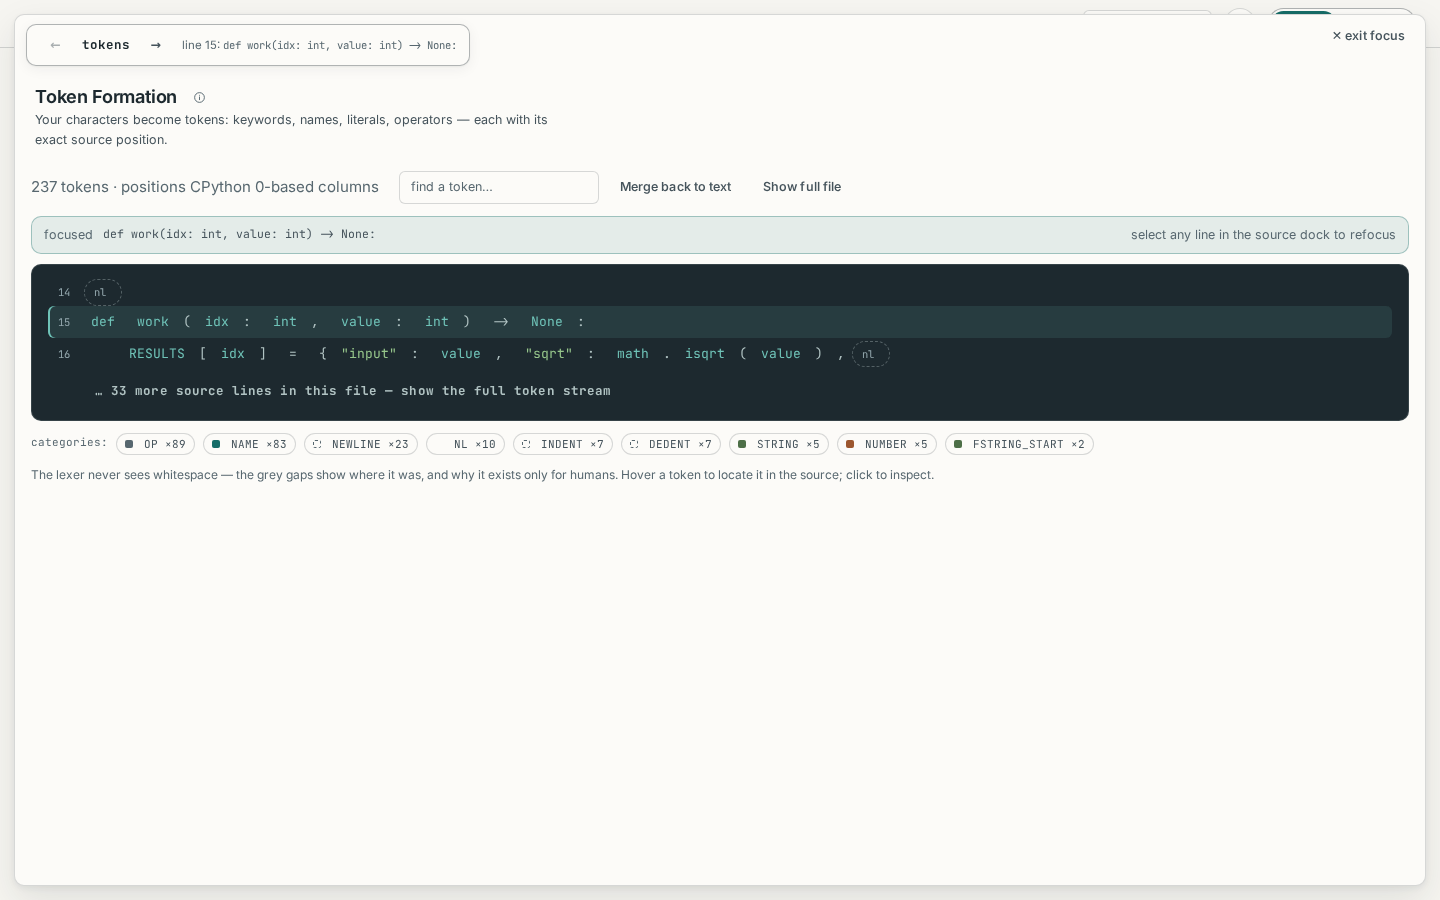 ← tokens → line 15: def work(idx: int, value: int) -> None:
✕ exit focus
Token Formation ⓘ
Your characters become tokens: keywords, names, literals, operators — each with its
exact source position.
237 tokens · positions CPython 0-based columns find a token… Merge back to text Show full file
focused def work(idx: int, value: int) -> None: select any line in the source dock to refocus
14 nl
15 def work ( idx : int , value : int ) -> None :
16 RESULTS [ idx ] = { "input" : value , "sqrt" : math . isqrt ( value ) , nl
… 33 more source lines in this file — show the full token stream
categories: OP ×89 NAME ×83 NEWLINE ×23 NL ×10 INDENT ×7 DEDENT ×7 STRING ×5 NUMBER ×5 FSTRING_START ×2
The lexer never sees whitespace — the grey gaps show where it was, and why it exists only for humans. Hover a token to locate it in the source; click to inspect.